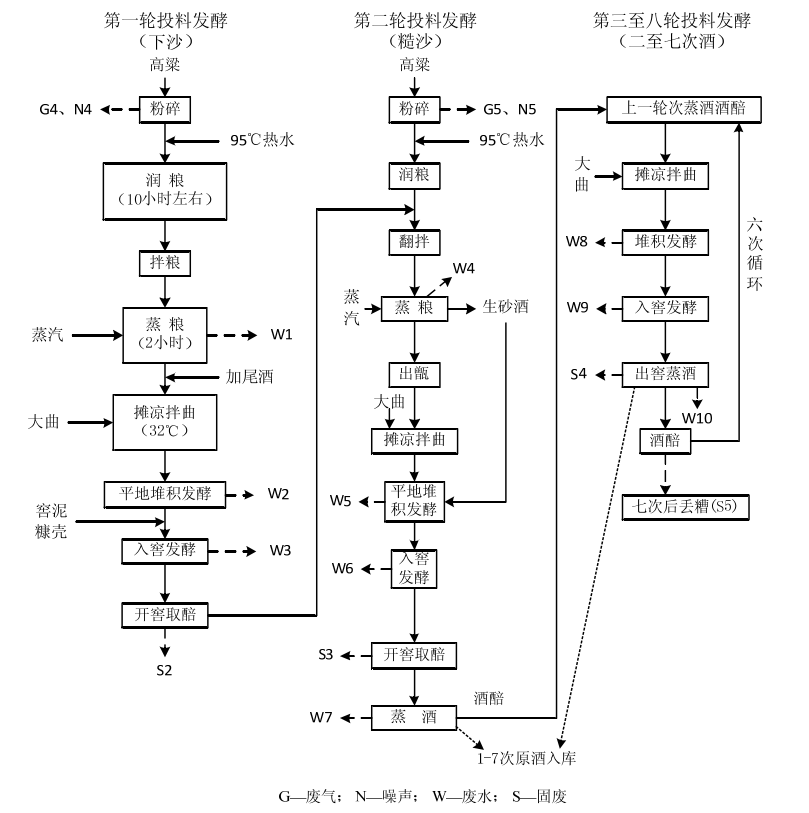 第一轮投料发酵
（下沙）
高粱
G4、N4
粉碎
95℃热水
润 粮
（10小时左右）
拌粮
蒸汽
蒸 粮
（2小时）
W1
加尾酒
大曲
摊凉拌曲
（32℃）
平地堆积发酵
W2
窖泥
糠壳
入窖发酵
W3
开窖取醅
S2
第二轮投料发酵
（糙沙）
高粱
粉碎
G5、N5
95℃热水
润粮
翻拌
W4
蒸
汽
蒸 粮
生砂酒
出甑
大曲
摊凉拌曲
W5
平地堆
积发酵
W6
入窖
发酵
S3
开窖取醅
酒醅
W7
蒸 酒
第三至八轮投料发酵
（二至七次酒）
上一轮次蒸酒酒醅
大
曲
摊凉拌曲
W8
堆积发酵
六
次
循
环
W9
入窖发酵
S4
出窖蒸酒
W10
酒醅
七次后丢糟(S5)
1-7次原酒入库
G—废气； N—噪声； W—废水； S—固废